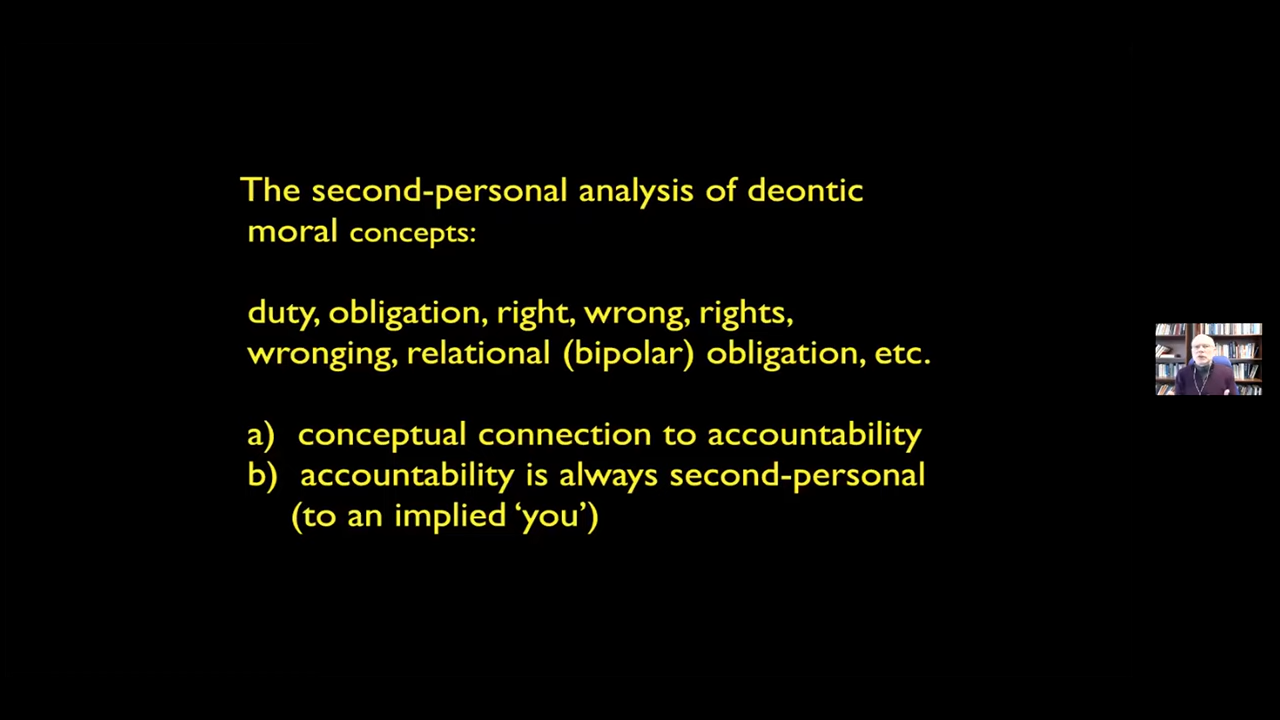 The second-personal analysis of deontic
moral concepts:
duty, obligation, right, wrong, rights,
wronging, relational (bipolar) obligation, etc.
a) conceptual connection to accountability
b) accountability is always second-personal
(to an implied ‘you’)